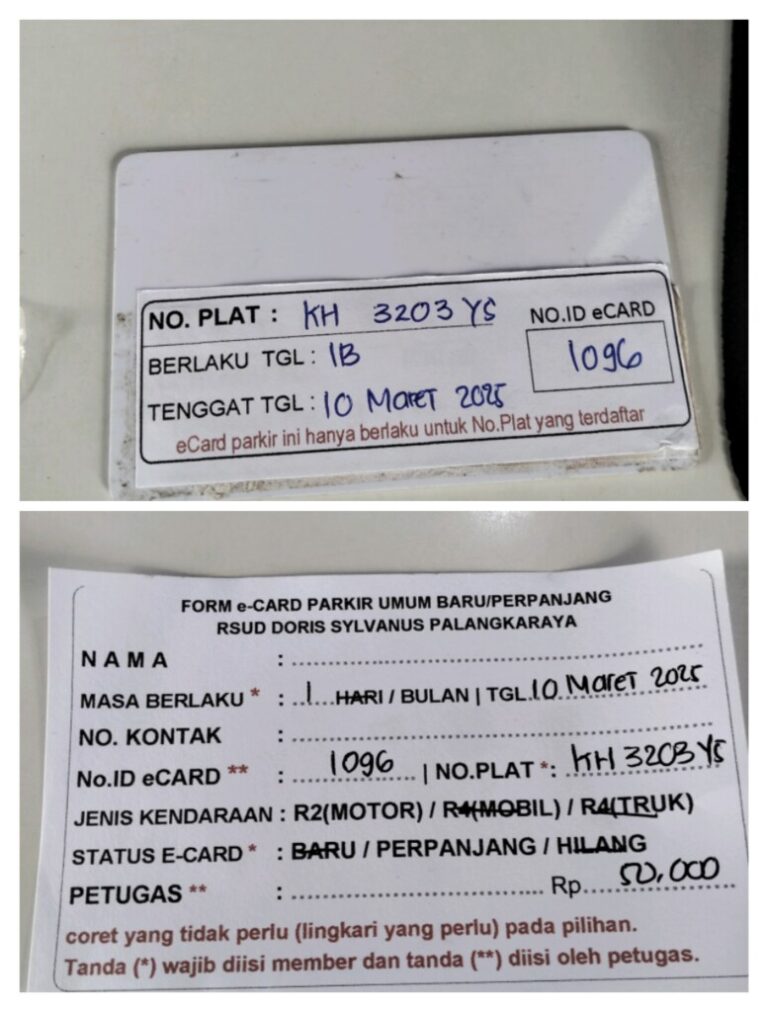 NO. PLAT : KH 3203 YS
NO.ID eCARD
BERLAKU TGL : 1B
1096
TENGGAT TGL : 10 Maret 2025
eCard parkir ini hanya berlaku untuk No.Plat yang terdaftar
FORM e-CARD PARKIR UMUM BARU/PERPANJANG
RSUD DORIS SYLVANUS PALANGKARAYA
N A M A : ....................................................
MASA BERLAKU * : ...1...HARI / BULAN | TGL.10 Maret 2025
NO. KONTAK : ....................................................
No.ID eCARD ** : ....1096.... | NO.PLAT *: KH 3203 YS
JENIS KENDARAAN : R2(MOTOR) / R4(MOBIL) / R4(TRUK)
STATUS E-CARD * : BARU / PERPANJANG / HILANG
PETUGAS ** : .................................. Rp.....50,000
coret yang tidak perlu (lingkari yang perlu) pada pilihan.
Tanda (*) wajib diisi member dan tanda (**) diisi oleh petugas.